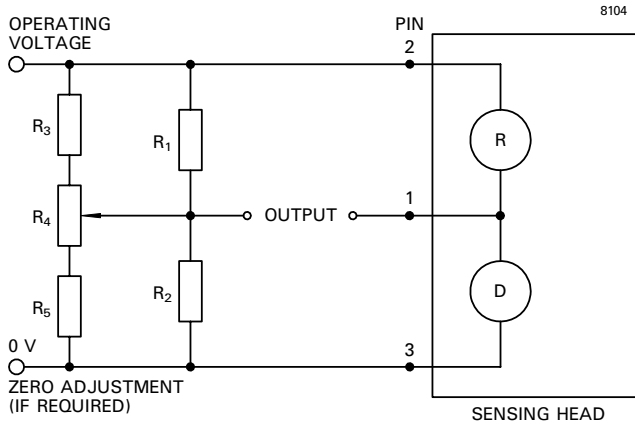 8104
OPERATING
VOLTAGE
PIN
2
R3
R1
R
R4
OUTPUT
1
R5
R2
D
0 V
3
ZERO ADJUSTMENT
(IF REQUIRED)
SENSING HEAD